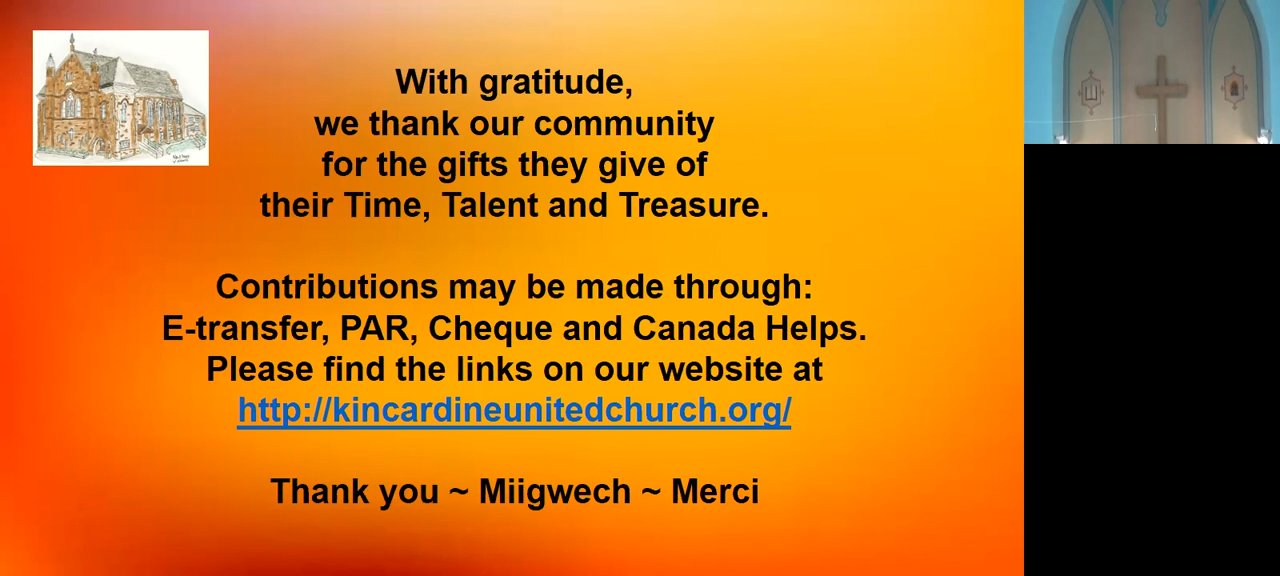 With gratitude,
we thank our community
for the gifts they give of
their Time, Talent and Treasure.
Contributions may be made through:
E-transfer, PAR, Cheque and Canada Helps.
Please find the links on our website at
http://kincardineunitedchurch.org/
Thank you ~ Miigwech ~ Merci